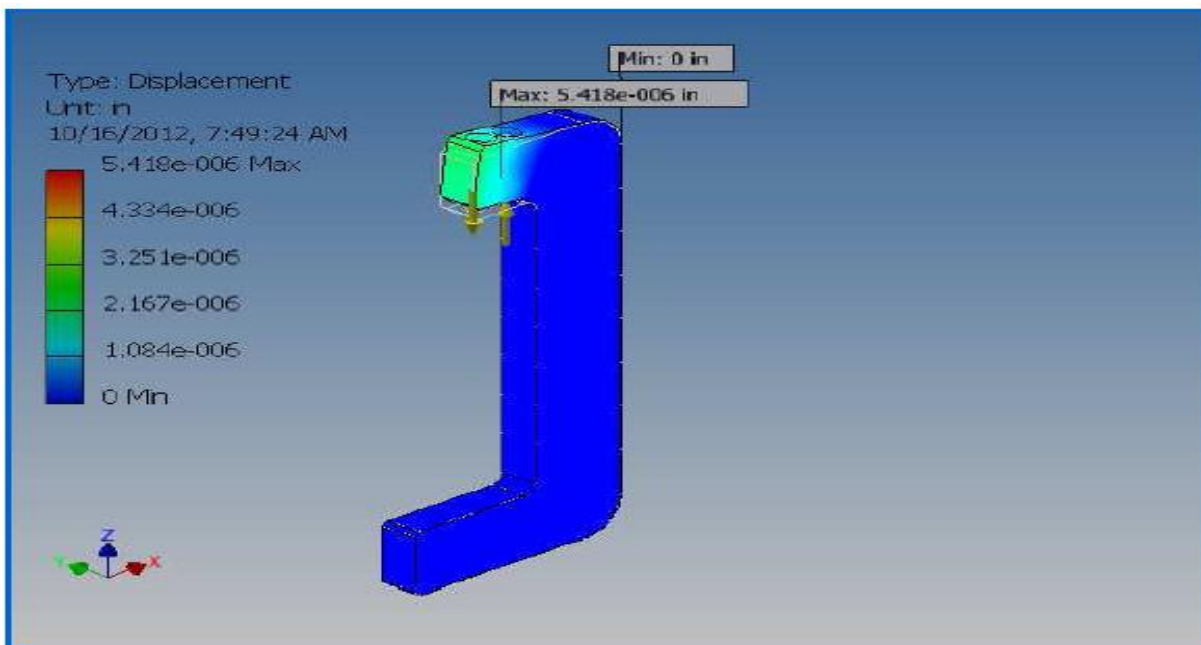 Min: 0 in
Max: 5.418e-006 in
Type: Displacement
Unit: in
10/16/2012, 7:49:24 AM
5.418e-006 Max
4.334e-006
3.251e-006
2.167e-006
1.084e-006
0 Min
Z
Y
X